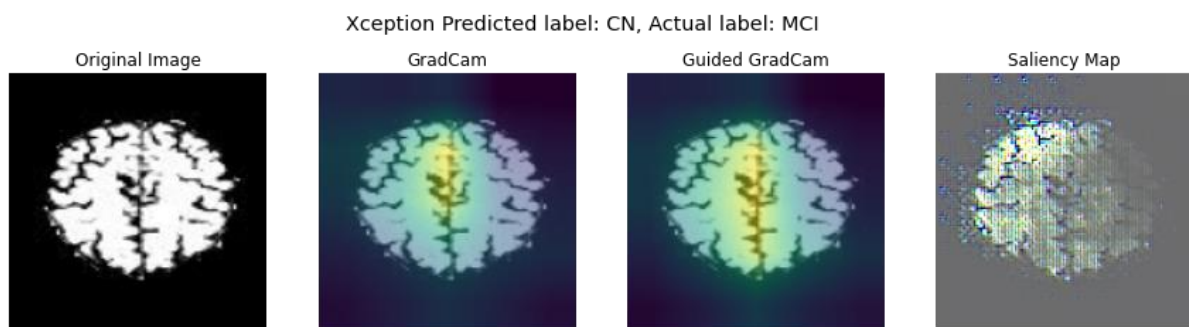 Xception Predicted label: CN, Actual label: MCI
Original Image
GradCam
Guided GradCam
Saliency Map